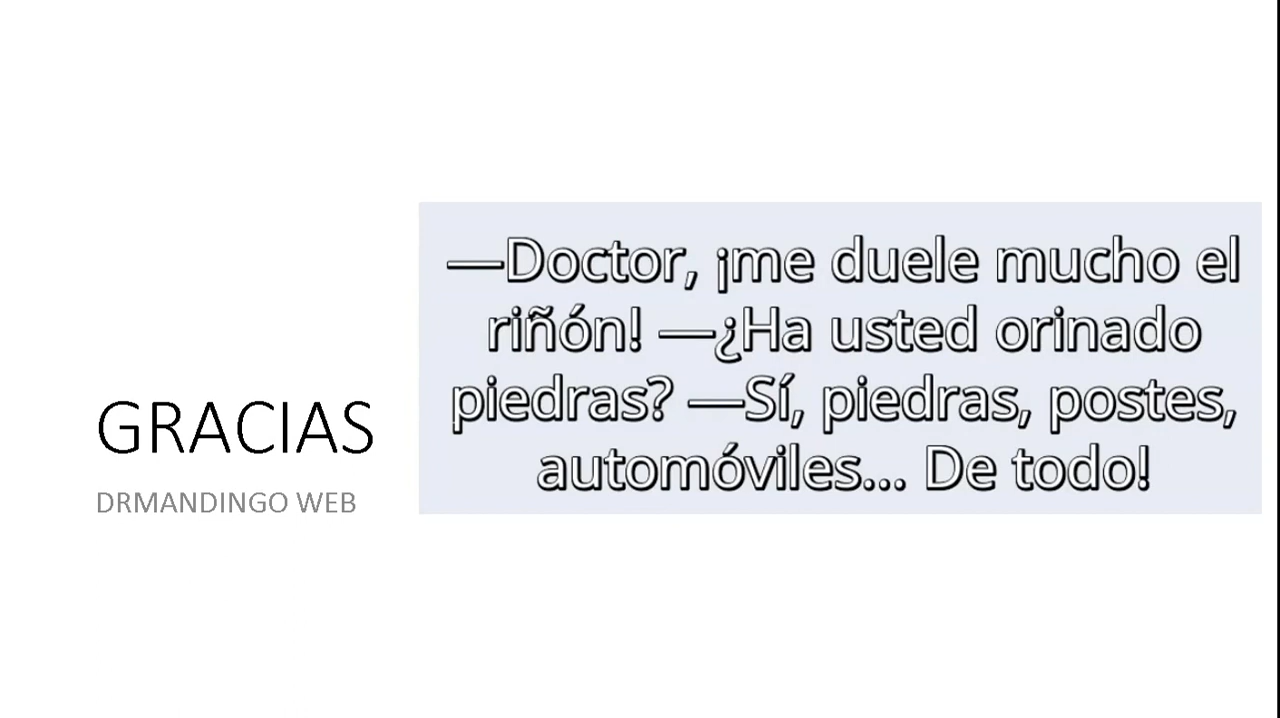 GRACIAS
DRMANDINGO WEB
—Doctor, ¡me duele mucho el
riñón! —¿Ha usted orinado
piedras? —Sí, piedras, postes,
automóviles... De todo!